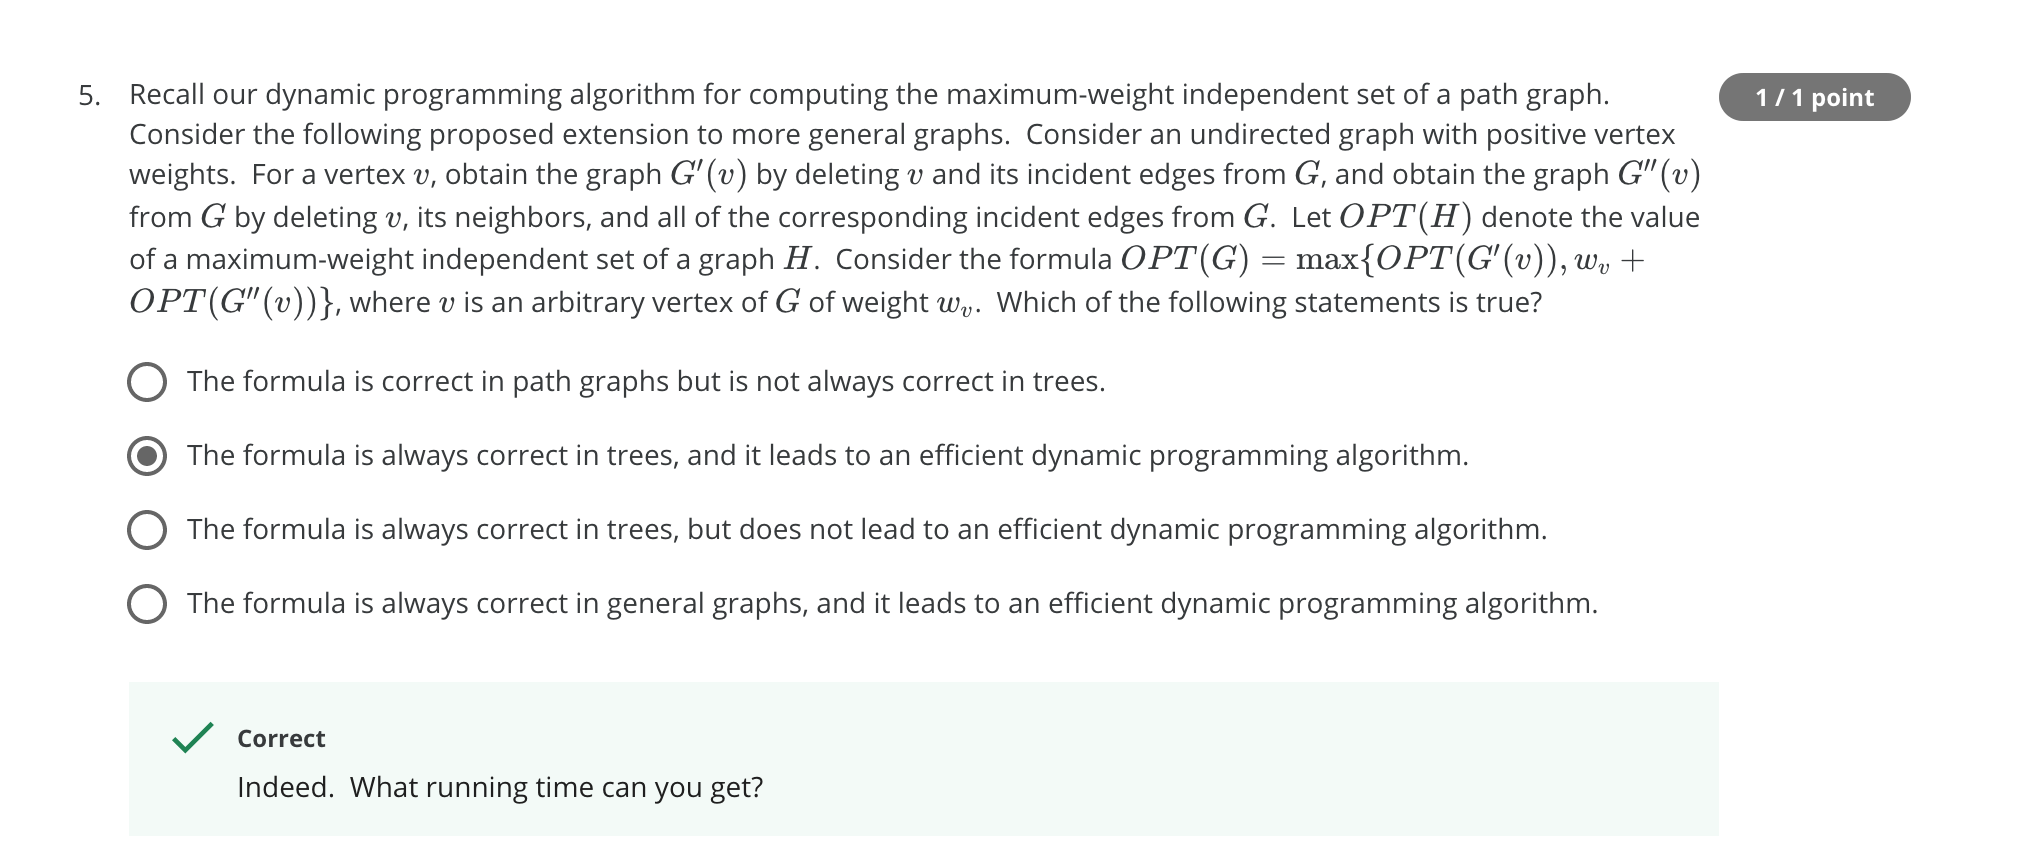 5. Recall our dynamic programming algorithm for computing the maximum-weight independent set of a path graph.
1 / 1 point
Consider the following proposed extension to more general graphs. Consider an undirected graph with positive vertex
weights. For a vertex v, obtain the graph G′(v) by deleting v and its incident edges from G, and obtain the graph G″(v)
from G by deleting v, its neighbors, and all of the corresponding incident edges from G. Let OPT(H) denote the value
of a maximum-weight independent set of a graph H. Consider the formula OPT(G) = max{OPT(G′(v)), wᵥ +
OPT(G″(v))}, where v is an arbitrary vertex of G of weight wᵥ. Which of the following statements is true?
The formula is correct in path graphs but is not always correct in trees.
The formula is always correct in trees, and it leads to an efficient dynamic programming algorithm.
The formula is always correct in trees, but does not lead to an efficient dynamic programming algorithm.
The formula is always correct in general graphs, and it leads to an efficient dynamic programming algorithm.
Correct
Indeed. What running time can you get?